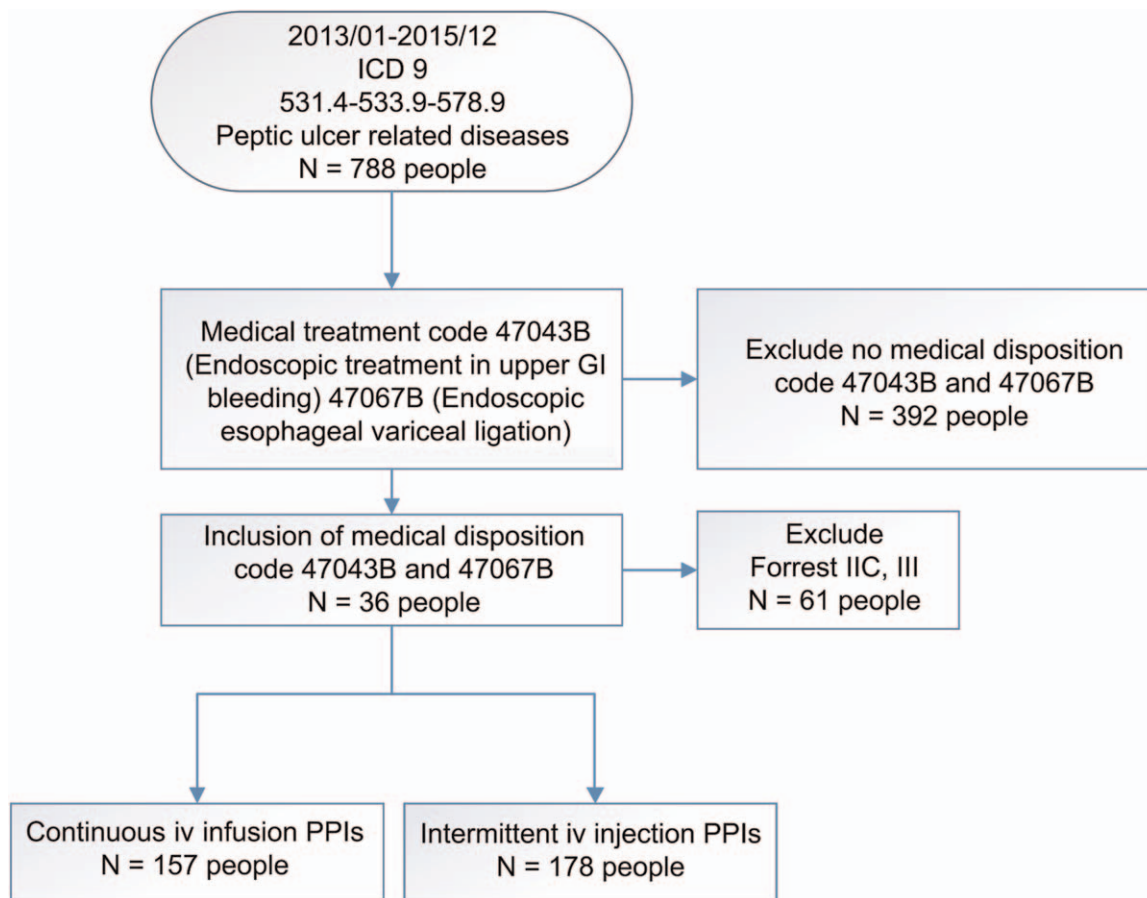 2013/01-2015/12
ICD 9
531.4-533.9-578.9
Peptic ulcer related diseases
N = 788 people
Medical treatment code 47043B
(Endoscopic treatment in upper GI
bleeding) 47067B (Endoscopic
esophageal variceal ligation)
Exclude no medical disposition
code 47043B and 47067B
N = 392 people
Inclusion of medical disposition
code 47043B and 47067B
N = 36 people
Exclude
Forrest IIC, III
N = 61 people
Continuous iv infusion PPIs
N = 157 people
Intermittent iv injection PPIs
N = 178 people